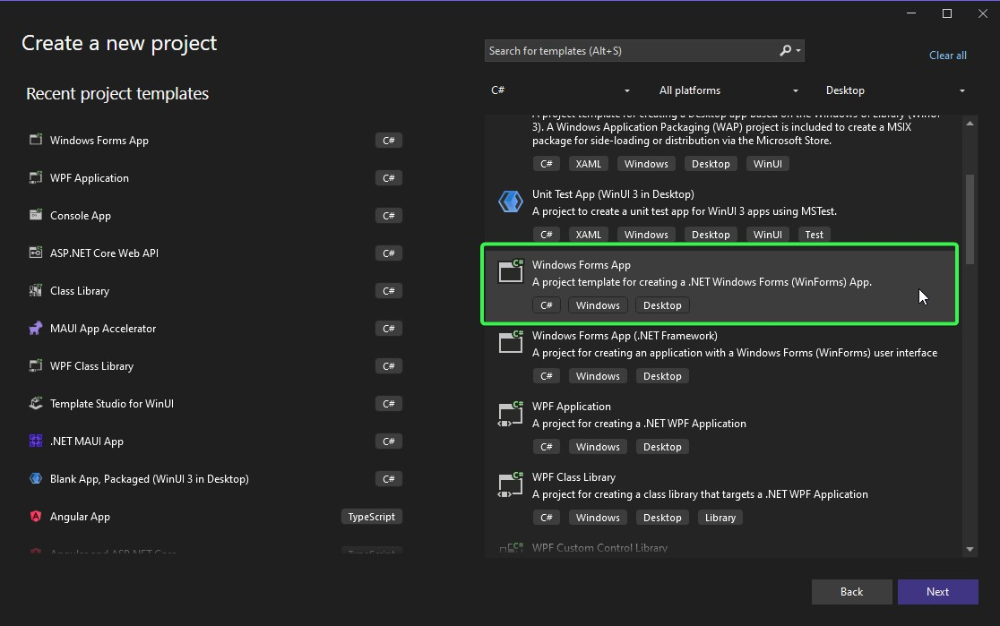 Create a new project
Search for templates (Alt+S)
Clear all
Recent project templates
C#
All platforms
Desktop
Windows Forms App
C#
WPF Application
C#
Console App
C#
ASP.NET Core Web API
C#
Class Library
C#
MAUI App Accelerator
C#
WPF Class Library
C#
Template Studio for WinUI
C#
.NET MAUI App
C#
Blank App, Packaged (WinUI 3 in Desktop)
C#
Angular App
TypeScript
Angular and ASP.NET Core
TypeScript
A project template for creating a Desktop app based on the Windows UI Library (WinUI
3). A Windows Application Packaging (WAP) project is included to create a MSIX
package for side-loading or distribution via the Microsoft Store.
C# XAML Windows Desktop WinUI
Unit Test App (WinUI 3 in Desktop)
A project to create a unit test app for WinUI 3 apps using MSTest.
C# XAML Windows Desktop WinUI Test
C#
Windows Forms App
A project template for creating a .NET Windows Forms (WinForms) App.
C# Windows Desktop
C#
Windows Forms App (.NET Framework)
A project for creating an application with a Windows Forms (WinForms) user interface
C# Windows Desktop
C#
WPF Application
A project for creating a .NET WPF Application
C# Windows Desktop
C#
WPF Class Library
A project for creating a class library that targets a .NET WPF Application
C# Windows Desktop Library
C#
WPF Custom Control Library
Back
Next